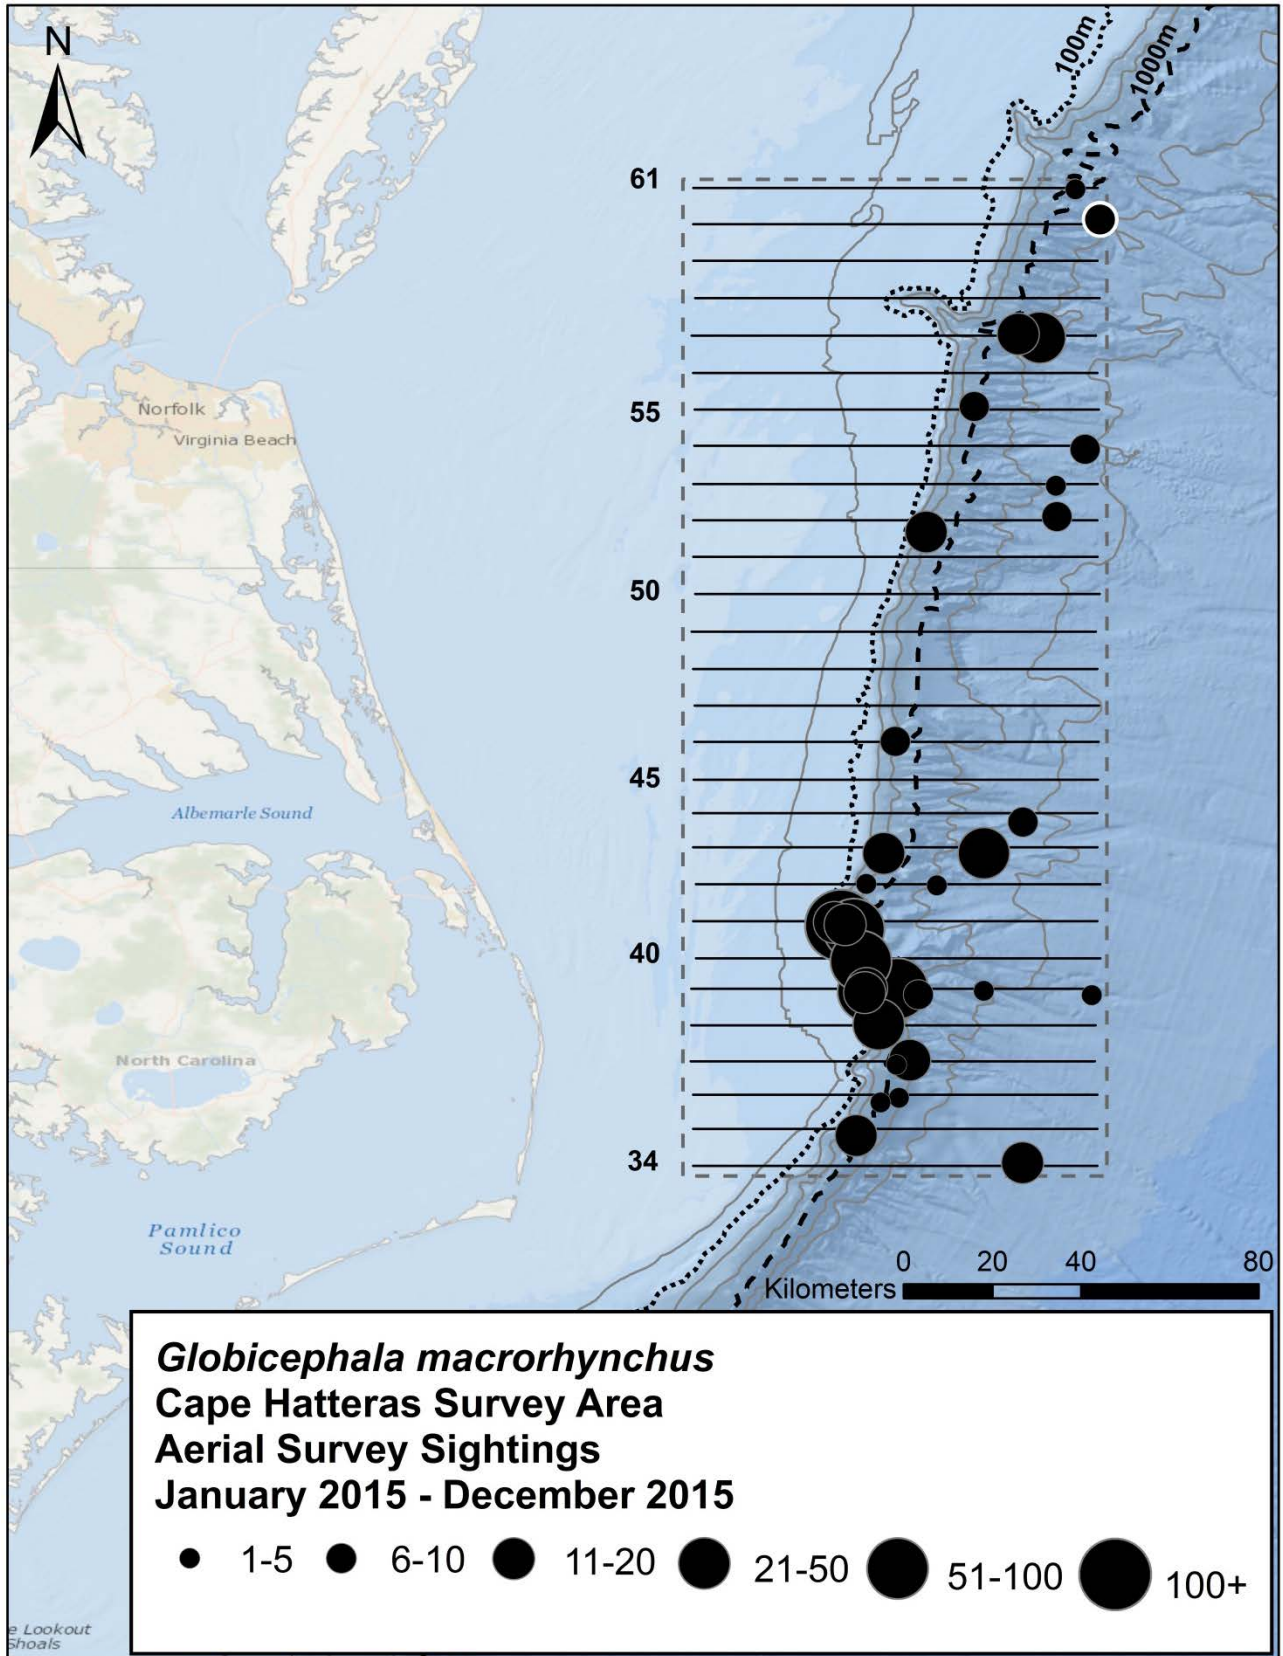 N
100m
1000m
61
Norfolk
Virginia Beach
55
50
45
Albemarle Sound
40
North Carolina
34
Pamlico
Sound
0 20 40 80
Kilometers
Globicephala macrorhynchus
Cape Hatteras Survey Area
Aerial Survey Sightings
January 2015 - December 2015
1-5 6-10 11-20 21-50 51-100 100+
e Lookout
Shoals